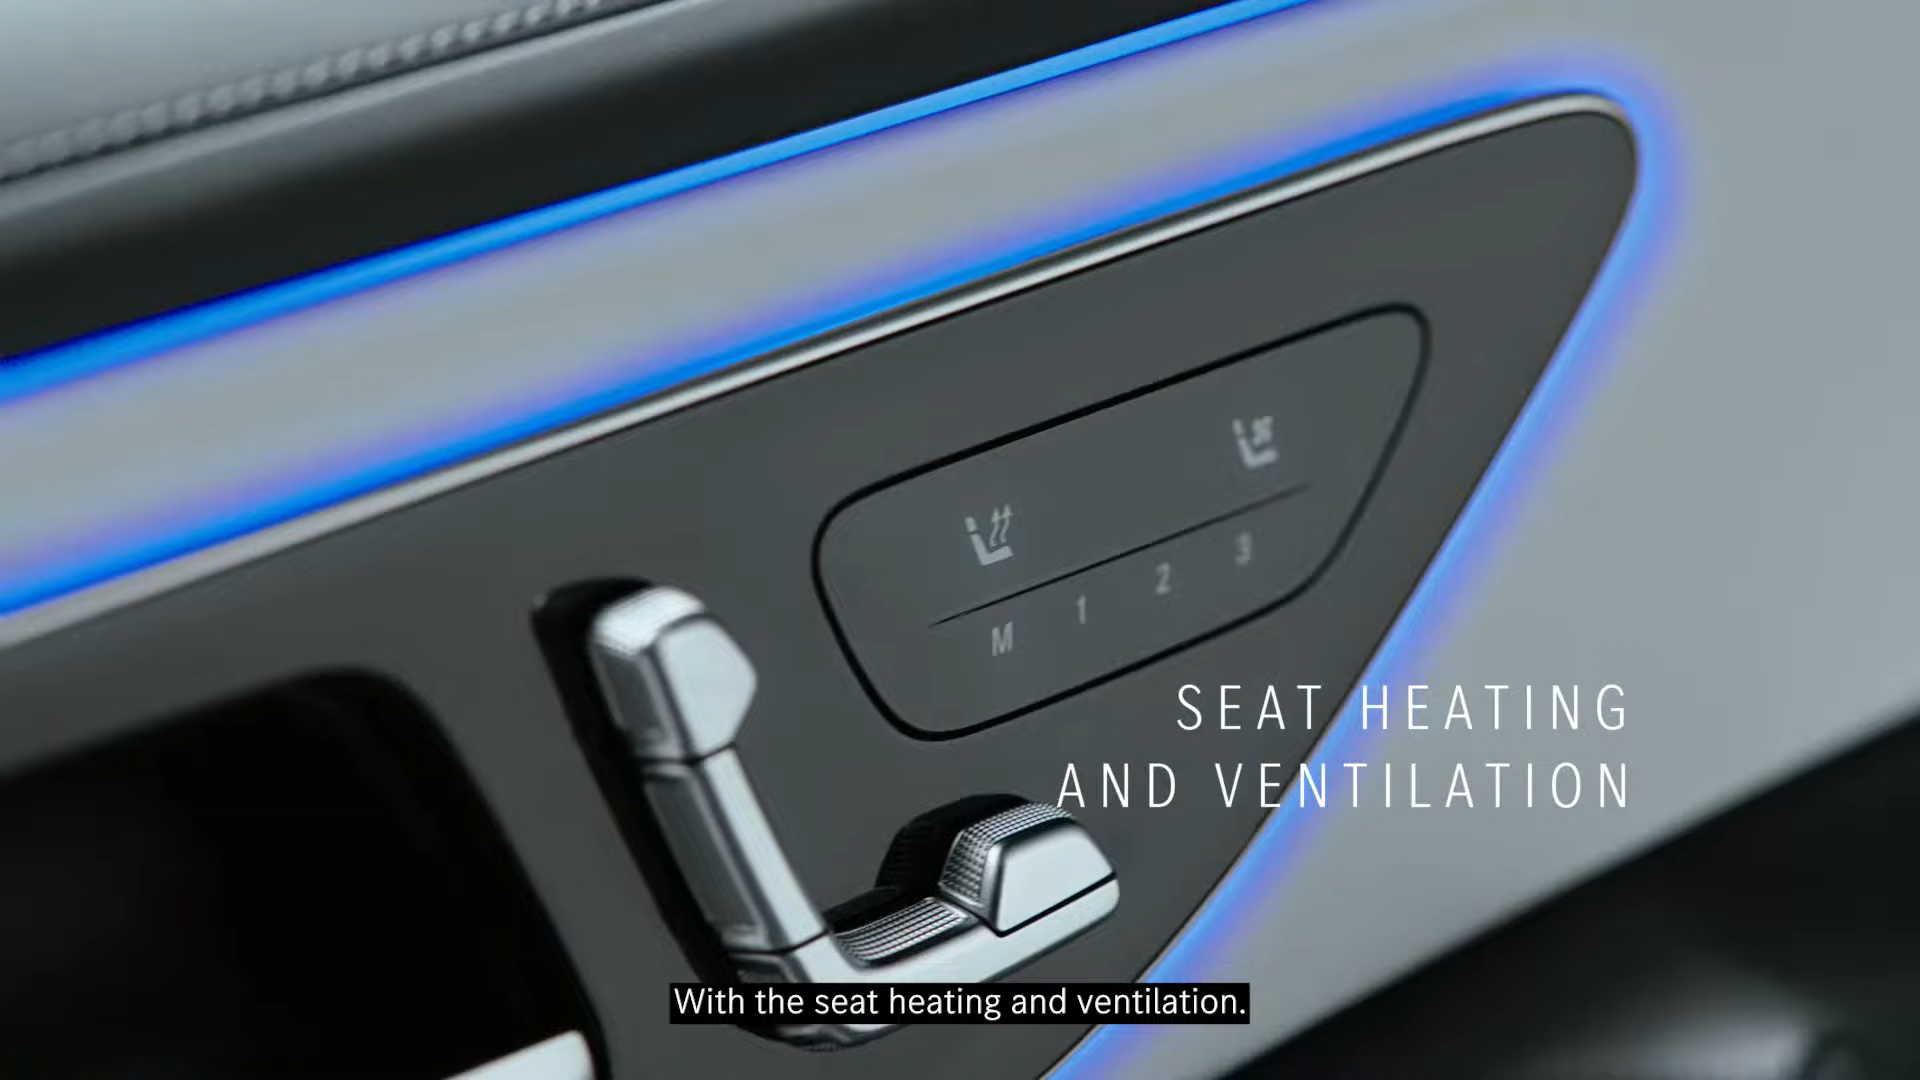 M 1 2 3
SEAT HEATING
AND VENTILATION
With the seat heating and ventilation.